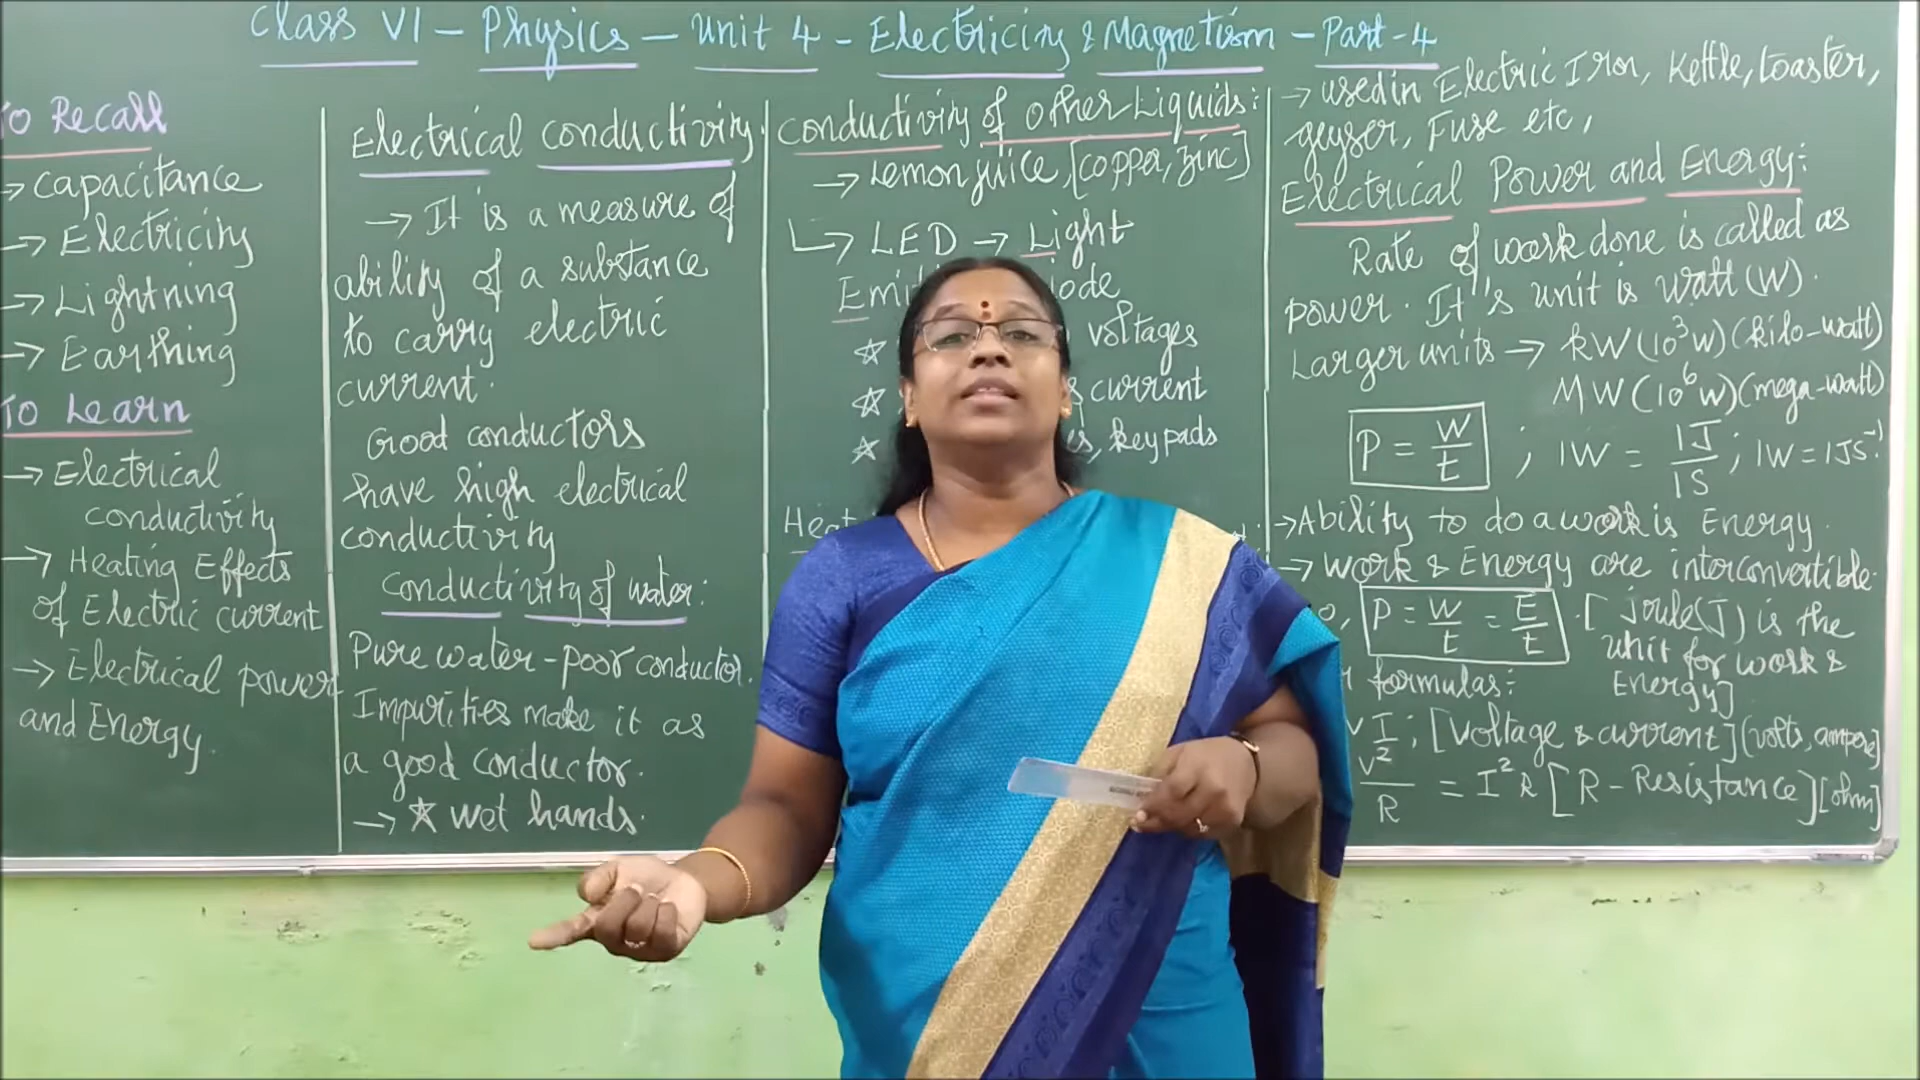 Class VI – Physics – Unit 4 – Electricing & Magnetism – Part-4
To Recall
→ Capacitance
→ Electricing
→ Lightning
→ Earthing
To Learn
→ Electrical
conductivity
→ Heating Effects
of Electric current
→ Electrical power
and Energy.
Electrical conductivity.
→ It is a measure of
ability of a substance
to carry electric
current.
Good conductors
have high electrical
conductivity
Conductivity of water:
Pure water - poor conductor.
Impurities make it as
a good conductor.
→ ☆ wet hands.
Conductivity of other Liquids:
→ Lemon juice, [copper, zinc]
↳ LED → Light
Emit iode
☆ voltages
☆ current
☆ es, keypads
Heat
→ used in Electric Iron, Kettle, toaster,
geyser, Fuse etc,
Electrical Power and Energy:
Rate of work done is called as
power. It's unit is watt (W).
Larger units → kW (10³W) (kilo-watt)
MW (10⁶W) (mega-watt)
P = W/t ; 1W = 1J/1S ; 1W = 1JS⁻¹.
→ Ability to do a work is Energy.
→ Work & Energy are interconvertible.
o, P = W/t = E/t . [joule(J) is the
unit for work &
Energy]
r formulas:
V I ; [Voltage & current] (volts, ampere]
V²/R = I²R [R - Resistance] [ohm]